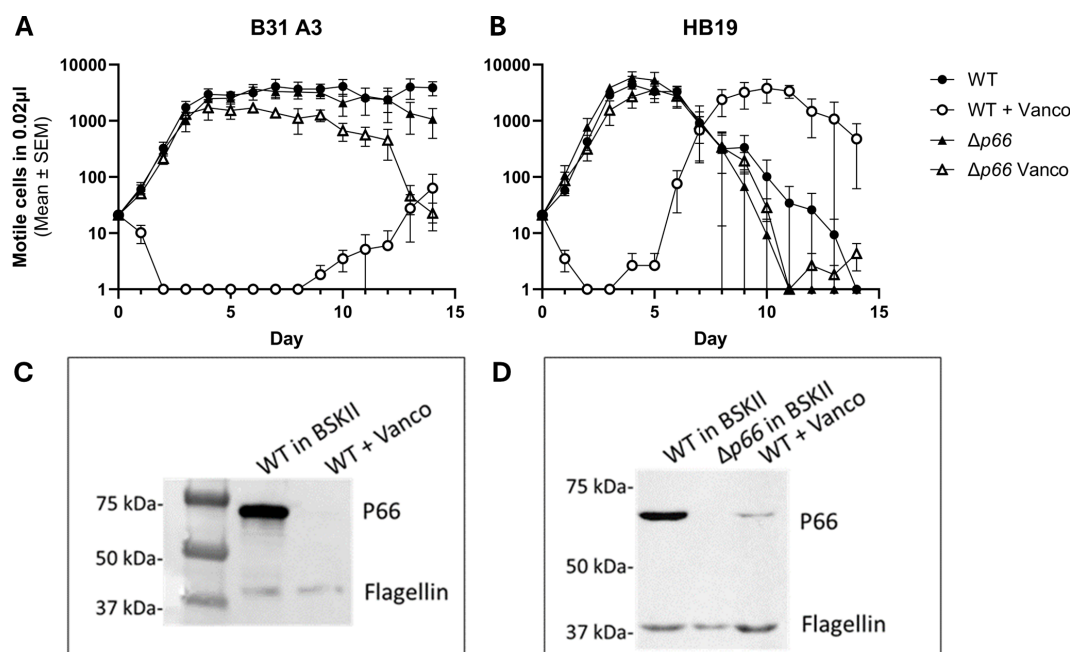 A
B31 A3
B
HB19
Motile cells in 0.02µl
(Mean ± SEM)
10000
1000
100
10
1
0
5
10
15
Day
10000
1000
100
10
1
0
5
10
15
Day
WT
WT + Vanco
Δp66
Δp66 Vanco
C
WT in BSKII
WT + Vanco
75 kDa-
50 kDa-
37 kDa-
P66
Flagellin
D
WT in BSKII
Δp66 in BSKII
WT + Vanco
75 kDa-
50 kDa-
37 kDa-
P66
Flagellin